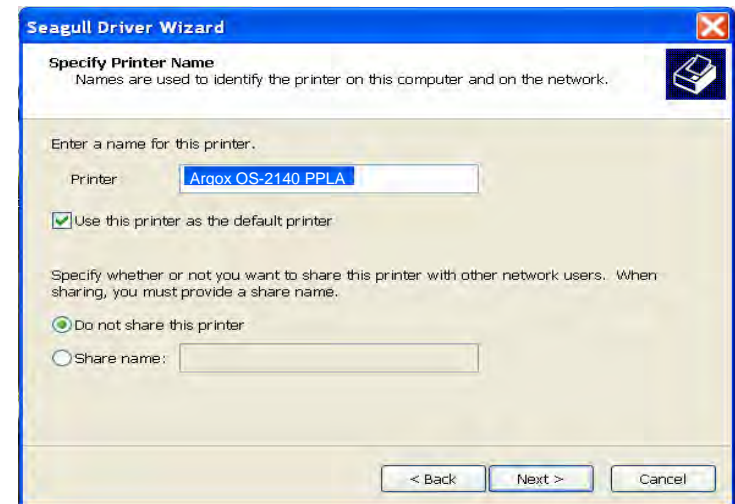 Seagull Driver Wizard
Specify Printer Name
Names are used to identify the printer on this computer and on the network.
Enter a name for this printer.
Printer Argox OS-2140 PPLA
Use this printer as the default printer
Specify whether or not you want to share this printer with other network users. When
sharing, you must provide a share name.
Do not share this printer
Share name:
< Back Next > Cancel